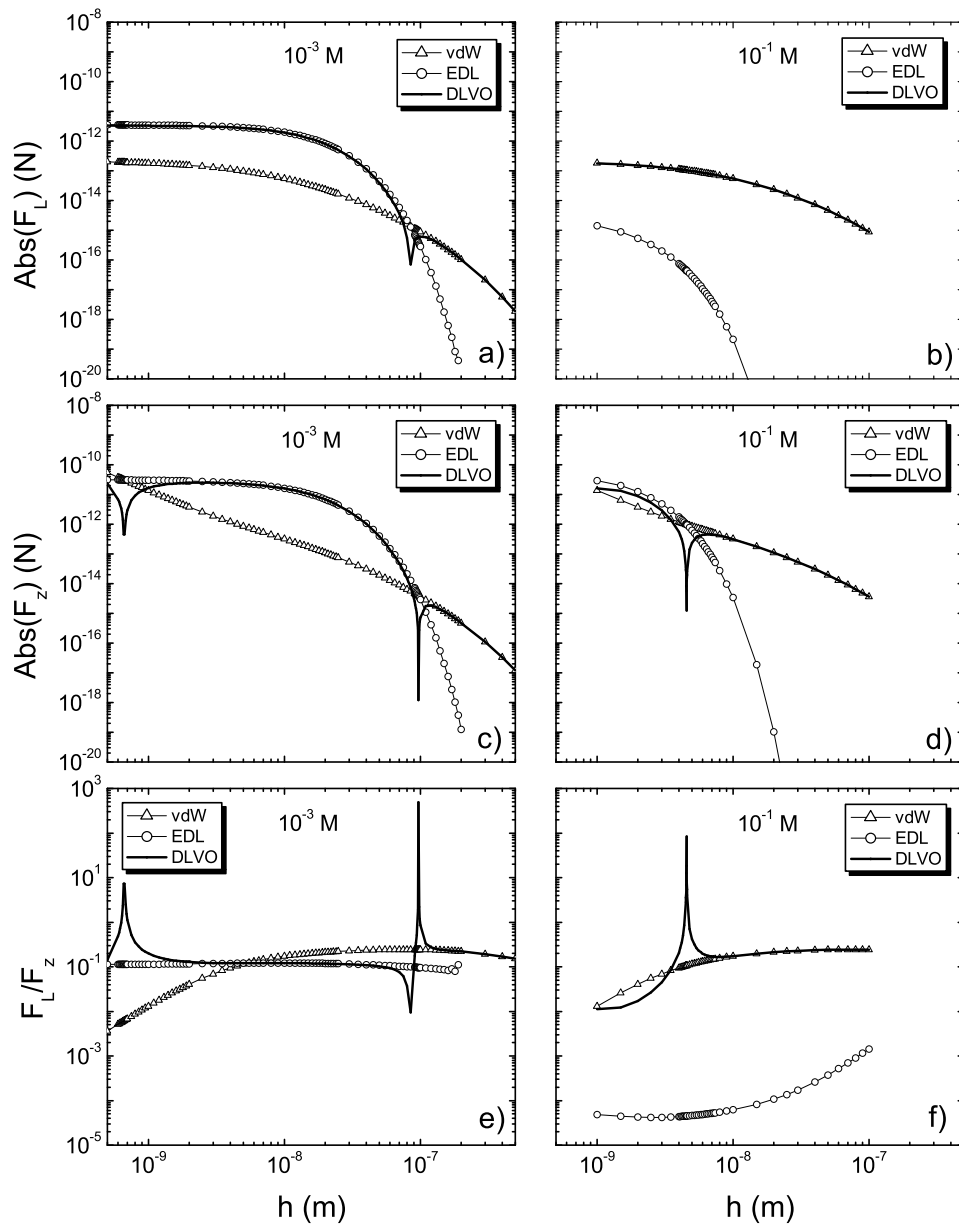 10⁻⁸
10⁻¹⁰
10⁻¹²
10⁻¹⁴
10⁻¹⁶
10⁻¹⁸
10⁻²⁰
Abs(F_L) (N)
10⁻³ M
vdW
EDL
DLVO
a)
10⁻¹ M
vdW
EDL
DLVO
b)
10⁻⁸
10⁻¹⁰
10⁻¹²
10⁻¹⁴
10⁻¹⁶
10⁻¹⁸
10⁻²⁰
Abs(F_z) (N)
10⁻³ M
vdW
EDL
DLVO
c)
10⁻¹ M
vdW
EDL
DLVO
d)
10³
10¹
10⁻¹
10⁻³
10⁻⁵
F_L/F_z
vdW
EDL
DLVO
10⁻³ M
e)
10⁻¹ M
vdW
EDL
DLVO
f)
10⁻⁹ 10⁻⁸ 10⁻⁷
h (m)
10⁻⁹ 10⁻⁸ 10⁻⁷
h (m)